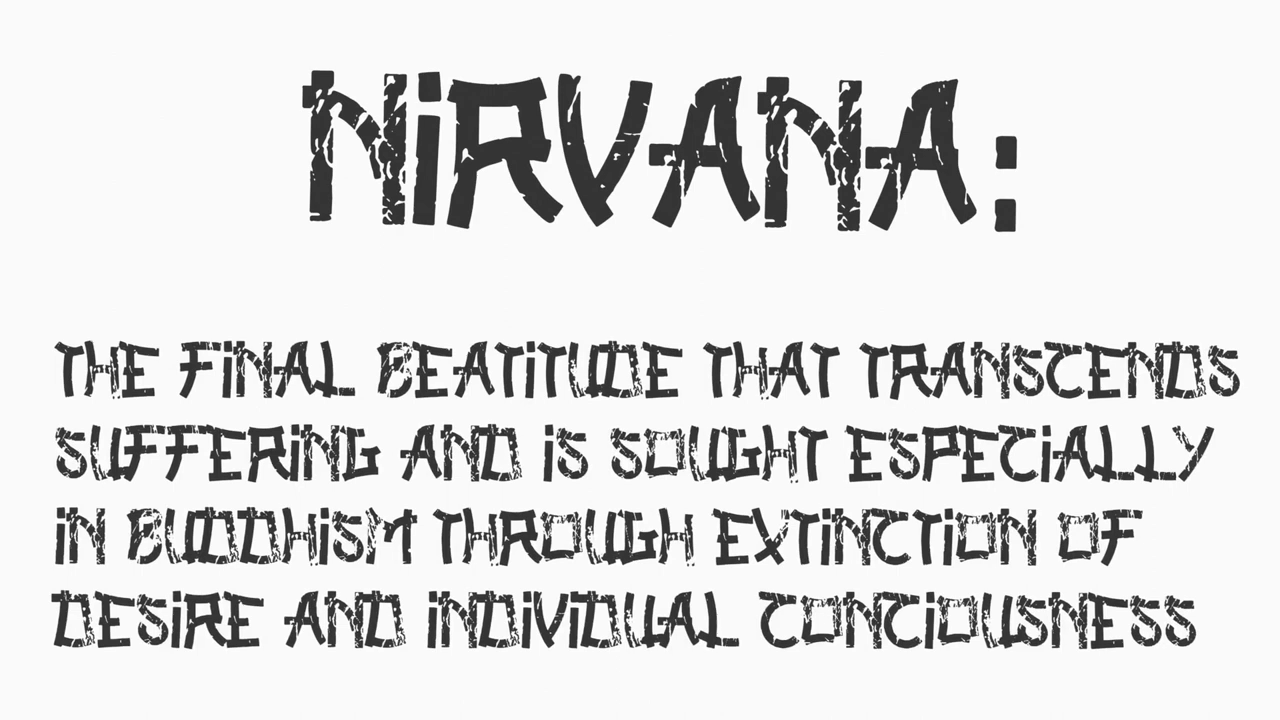 NiRVANA:
THE FiNAL BEATiTUDE THAT TRANSCENDS
SUFFERiNG AND iS SOUGHT ESPECiALLY
iN BUDDHiSM THROUGH EXTiNCTiON OF
DESiRE AND iNDiViDUAL CONCiOUSNESS